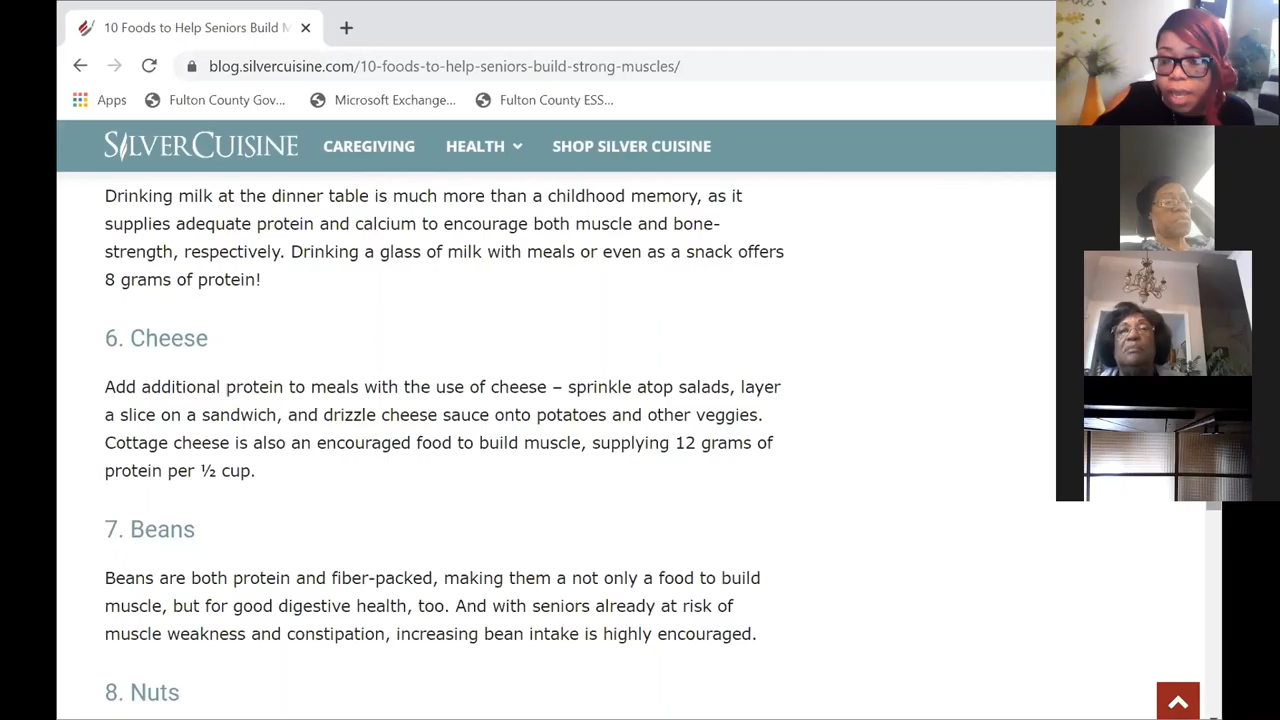 10 Foods to Help Seniors Build M
blog.silvercuisine.com/10-foods-to-help-seniors-build-strong-muscles/
Apps Fulton County Gov... Microsoft Exchange... Fulton County ESS...
SILVERCUISINE CAREGIVING HEALTH SHOP SILVER CUISINE
Drinking milk at the dinner table is much more than a childhood memory, as it
supplies adequate protein and calcium to encourage both muscle and bone-
strength, respectively. Drinking a glass of milk with meals or even as a snack offers
8 grams of protein!
6. Cheese
Add additional protein to meals with the use of cheese – sprinkle atop salads, layer
a slice on a sandwich, and drizzle cheese sauce onto potatoes and other veggies.
Cottage cheese is also an encouraged food to build muscle, supplying 12 grams of
protein per ½ cup.
7. Beans
Beans are both protein and fiber-packed, making them a not only a food to build
muscle, but for good digestive health, too. And with seniors already at risk of
muscle weakness and constipation, increasing bean intake is highly encouraged.
8. Nuts